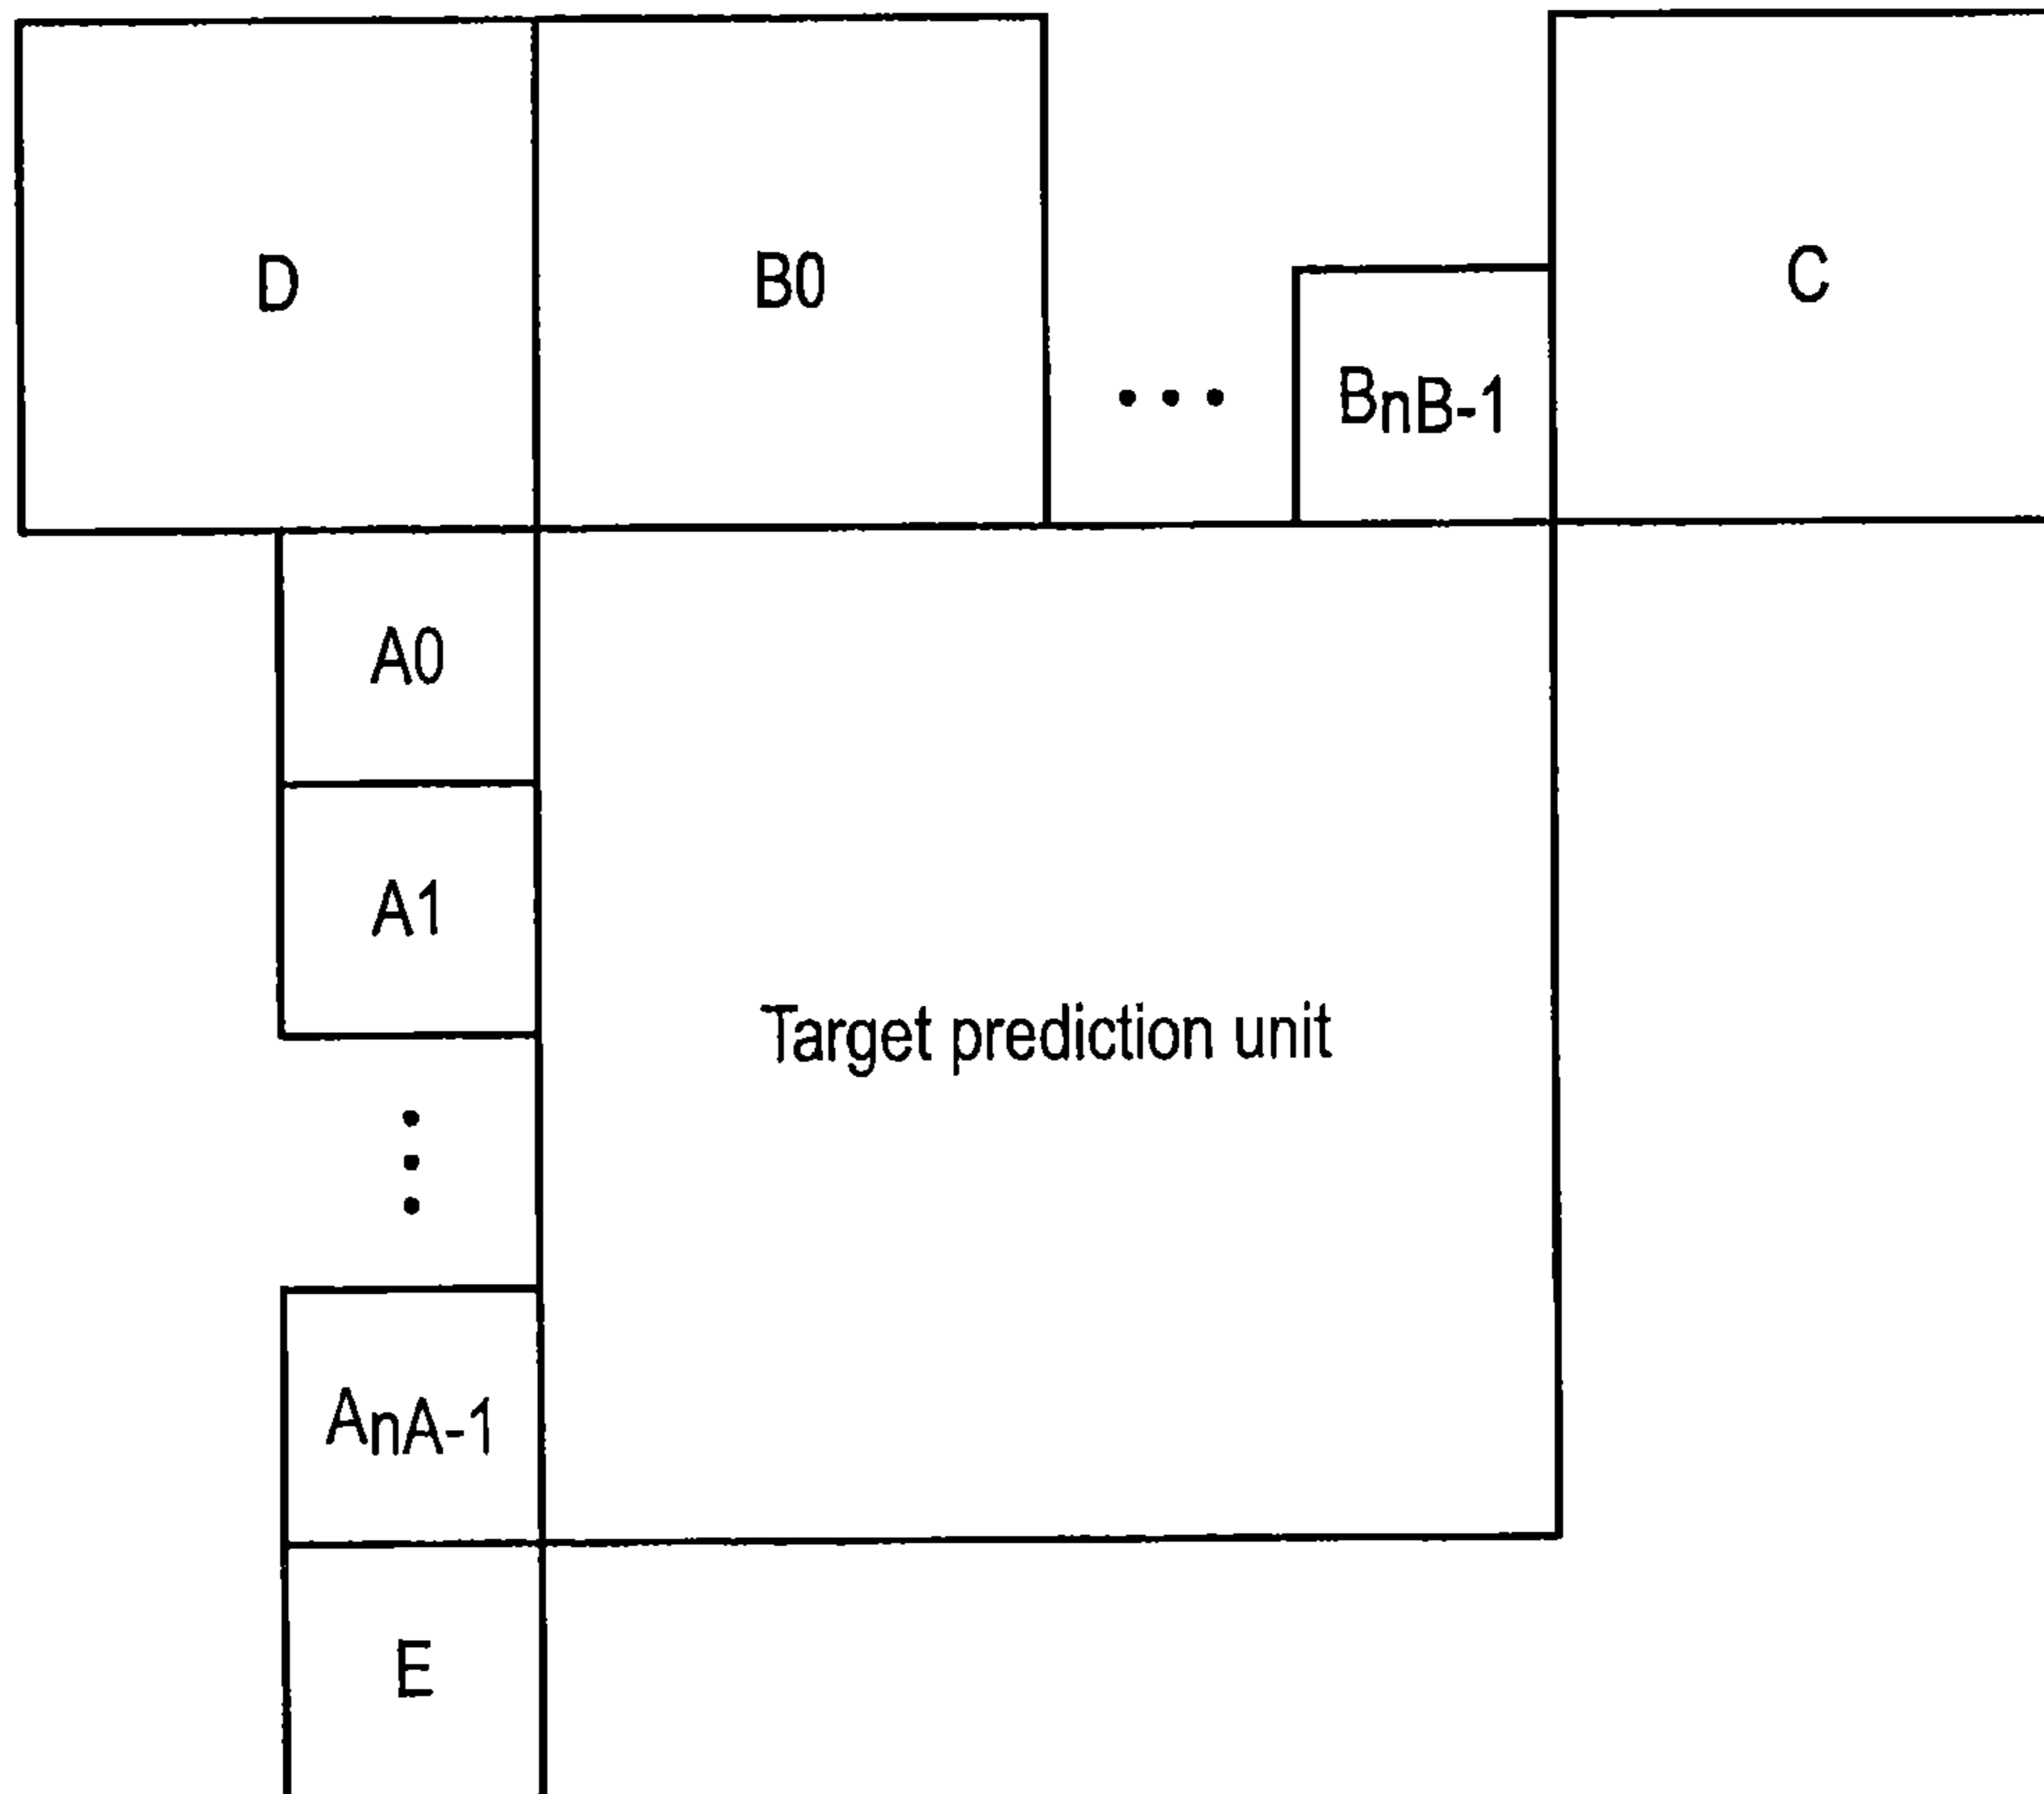 D
B0
C
BnB-1
A0
A1
Target prediction unit
AnA-1
E